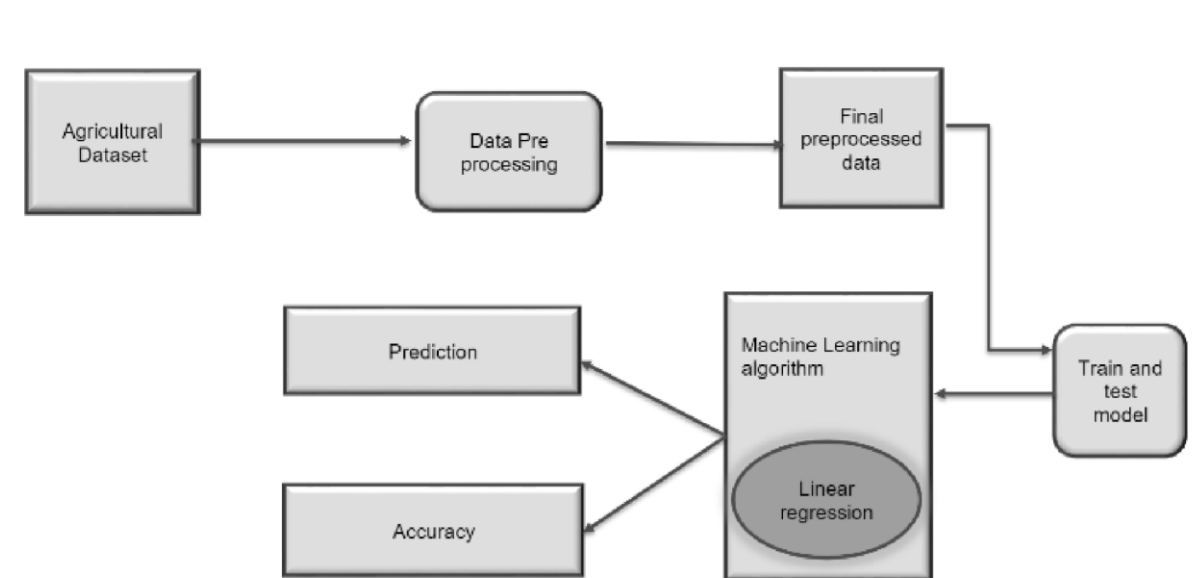 Agricultural
Dataset
Data Pre
processing
Final
preprocessed
data
Train and
test
model
Machine Learning
algorithm
Linear
regression
Prediction
Accuracy